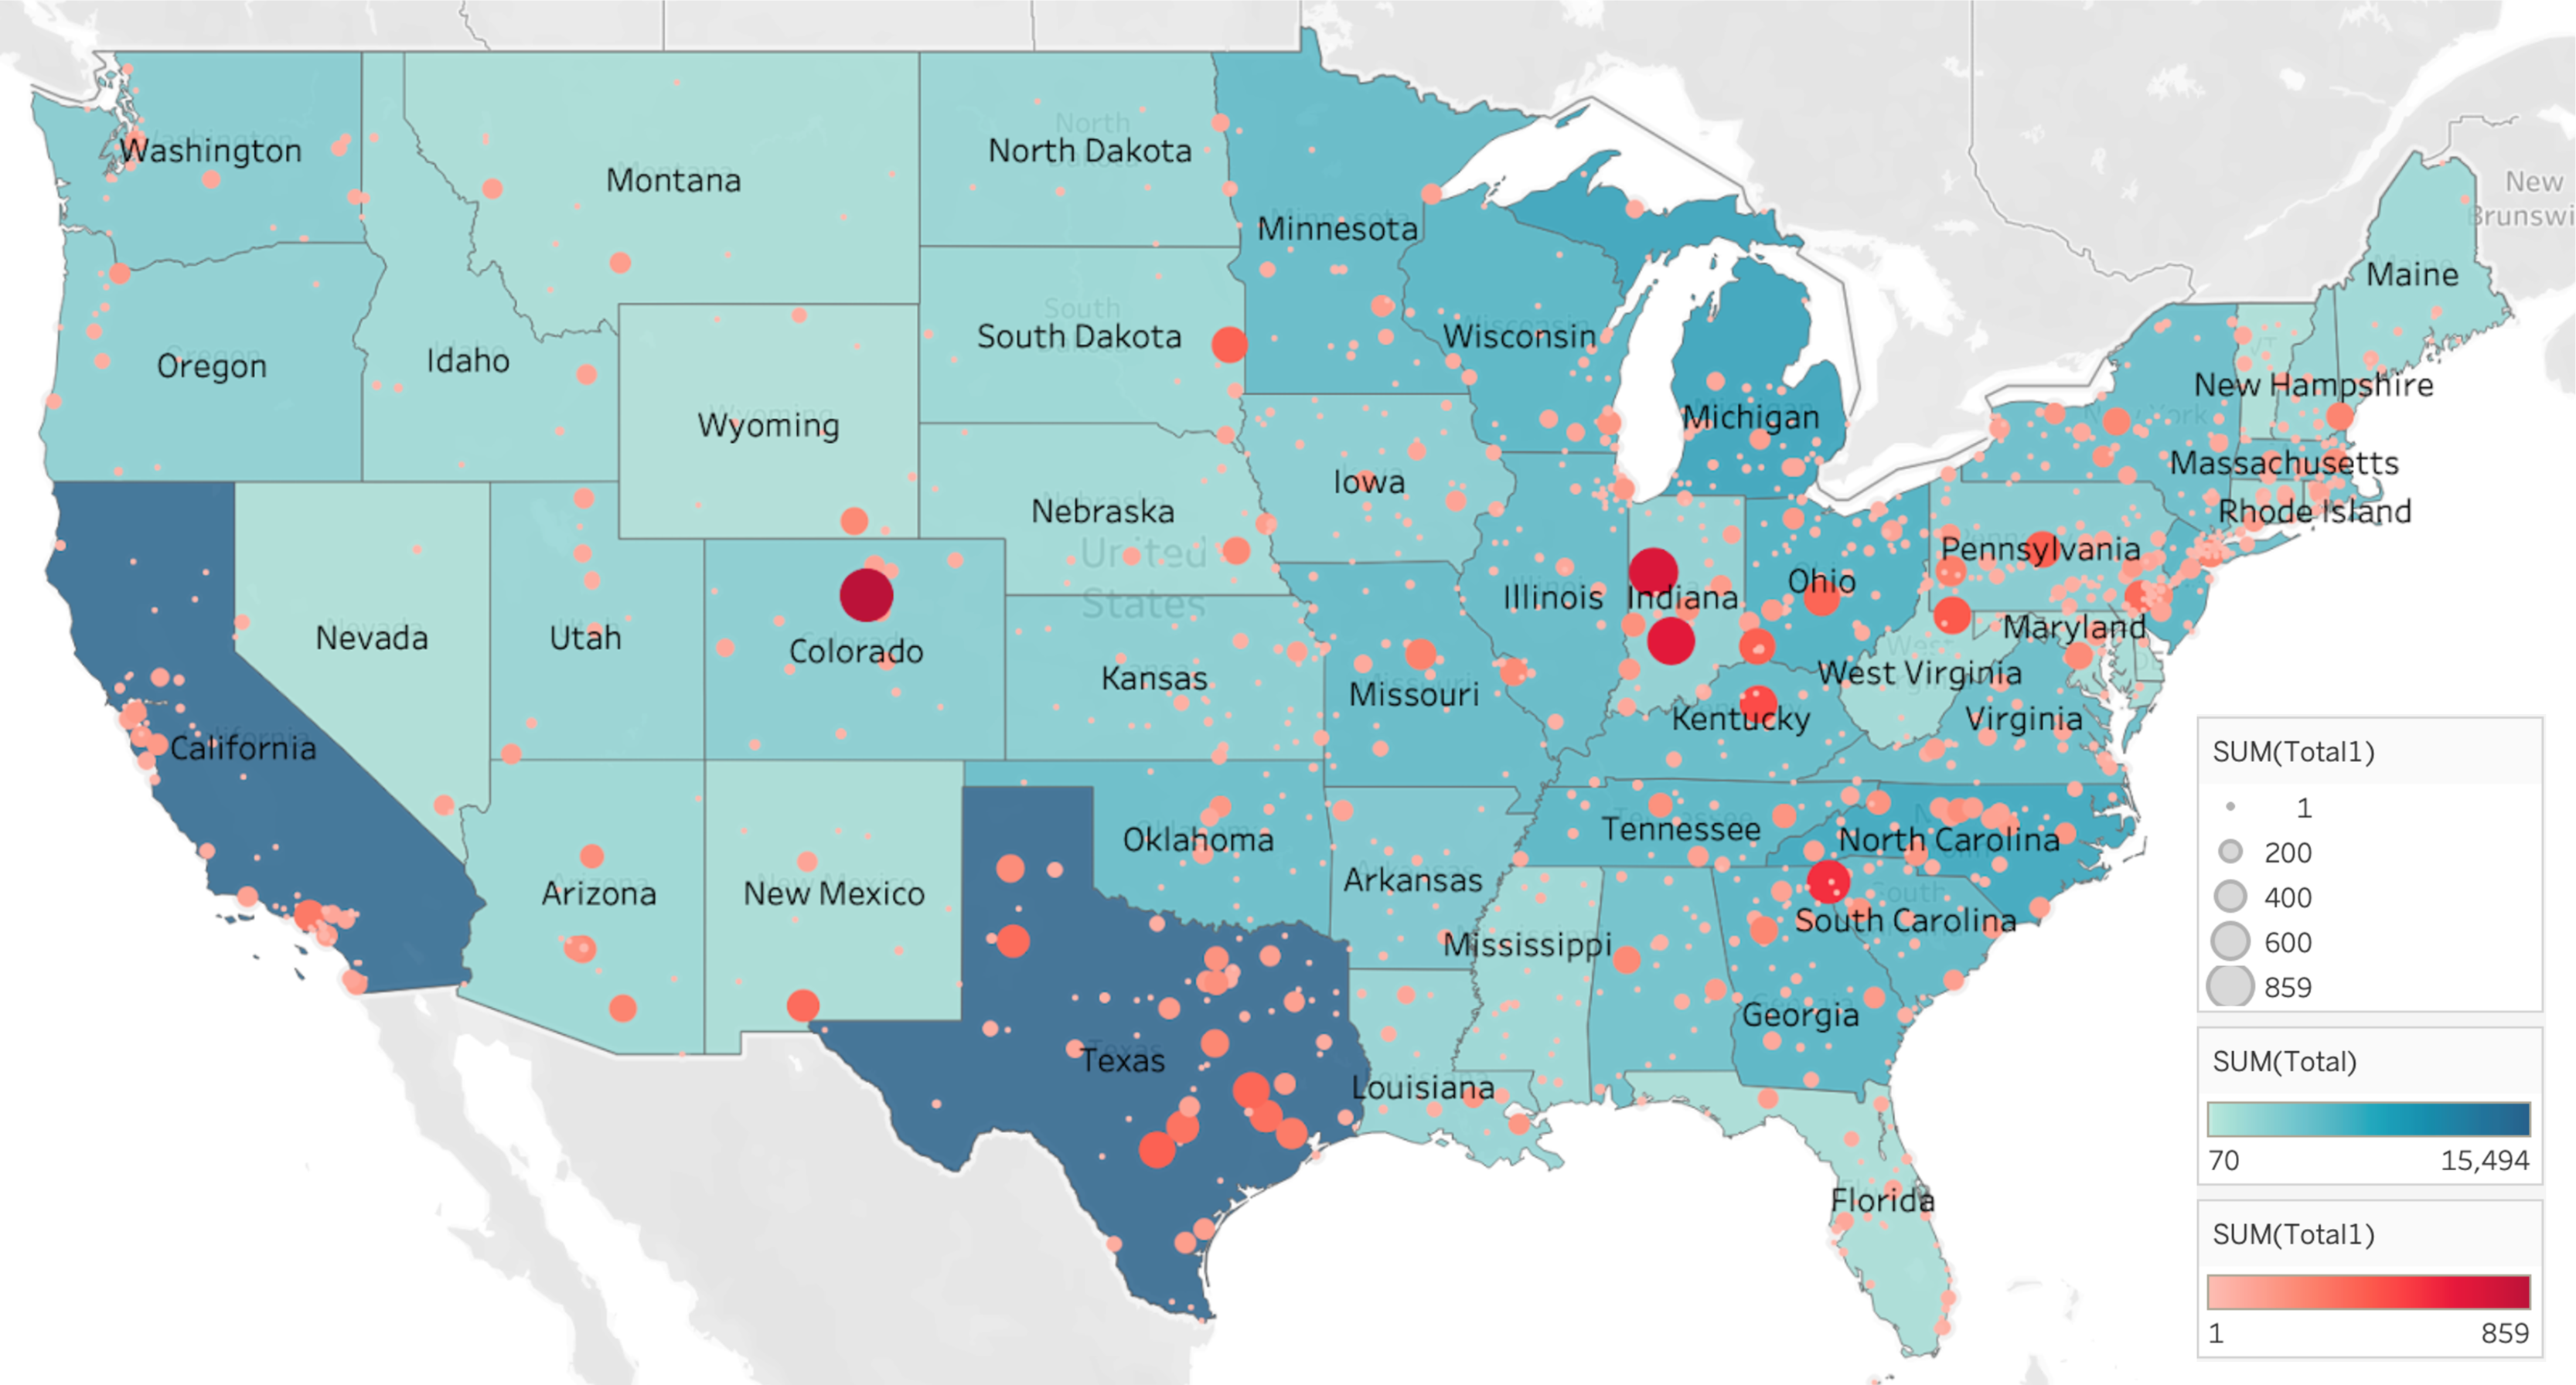 Washington
Montana
North Dakota
Minnesota
New
Brunswi
Maine
Oregon
Idaho
South Dakota
Wisconsin
Wyoming
Michigan
New Hampshire
Massachusetts
Rhode Island
Iowa
Nebraska
United
States
Pennsylvania
Nevada
Utah
Colorado
Kansas
Illinois
Indiana
Ohio
Maryland
West Virginia
Missouri
Kentucky
Virginia
California
Oklahoma
Tennessee
North Carolina
Arizona
New Mexico
Arkansas
South Carolina
Mississippi
Georgia
Texas
Louisiana
Florida
SUM(Total1)
1
200
400
600
859
SUM(Total)
70 15,494
SUM(Total1)
1 859